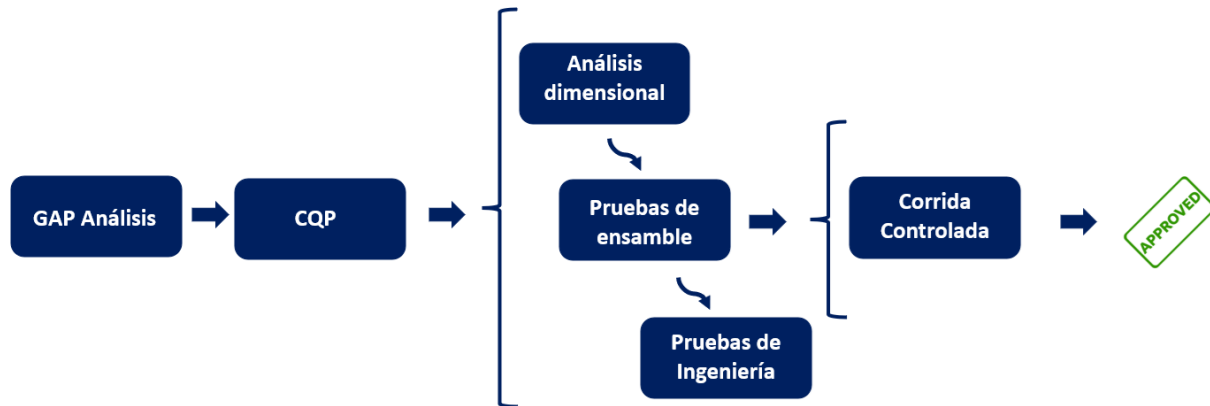 GAP Análisis
CQP
Análisis
dimensional
Pruebas de
ensamble
Pruebas de
Ingeniería
Corrida
Controlada
APPROVED